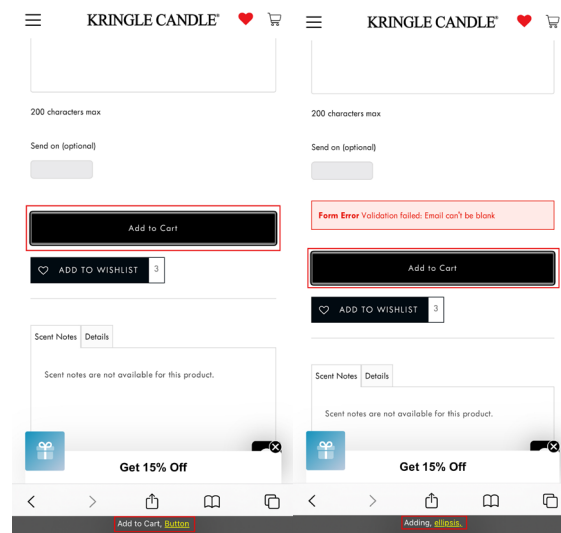 KRINGLE CANDLE®
200 characters max
Send on (optional)
Add to Cart
ADD TO WISHLIST 3
Scent Notes Details
Scent notes are not available for this product.
Get 15% Off
Add to Cart, Button
KRINGLE CANDLE®
200 characters max
Send on (optional)
Form Error Validation failed: Email can't be blank
Add to Cart
ADD TO WISHLIST 3
Scent Notes Details
Scent notes are not available for this product.
Get 15% Off
Adding, ellipsis,